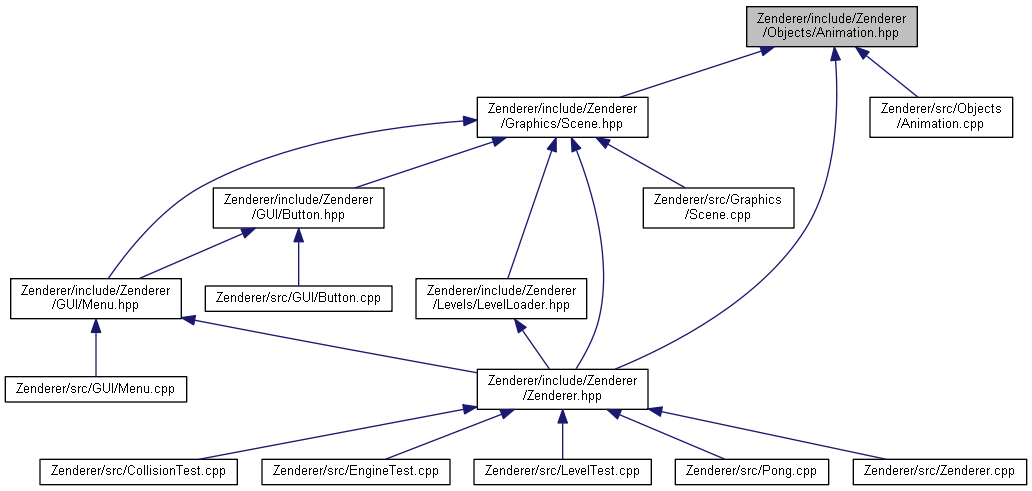 Zenderer/include/Zenderer
/Objects/Animation.hpp
Zenderer/include/Zenderer
/Graphics/Scene.hpp
Zenderer/src/Objects
/Animation.cpp
Zenderer/include/Zenderer
/GUI/Button.hpp
Zenderer/src/Graphics
/Scene.cpp
Zenderer/include/Zenderer
/GUI/Menu.hpp
Zenderer/src/GUI/Button.cpp
Zenderer/include/Zenderer
/Levels/LevelLoader.hpp
Zenderer/src/GUI/Menu.cpp
Zenderer/include/Zenderer
/Zenderer.hpp
Zenderer/src/CollisionTest.cpp
Zenderer/src/EngineTest.cpp
Zenderer/src/LevelTest.cpp
Zenderer/src/Pong.cpp
Zenderer/src/Zenderer.cpp